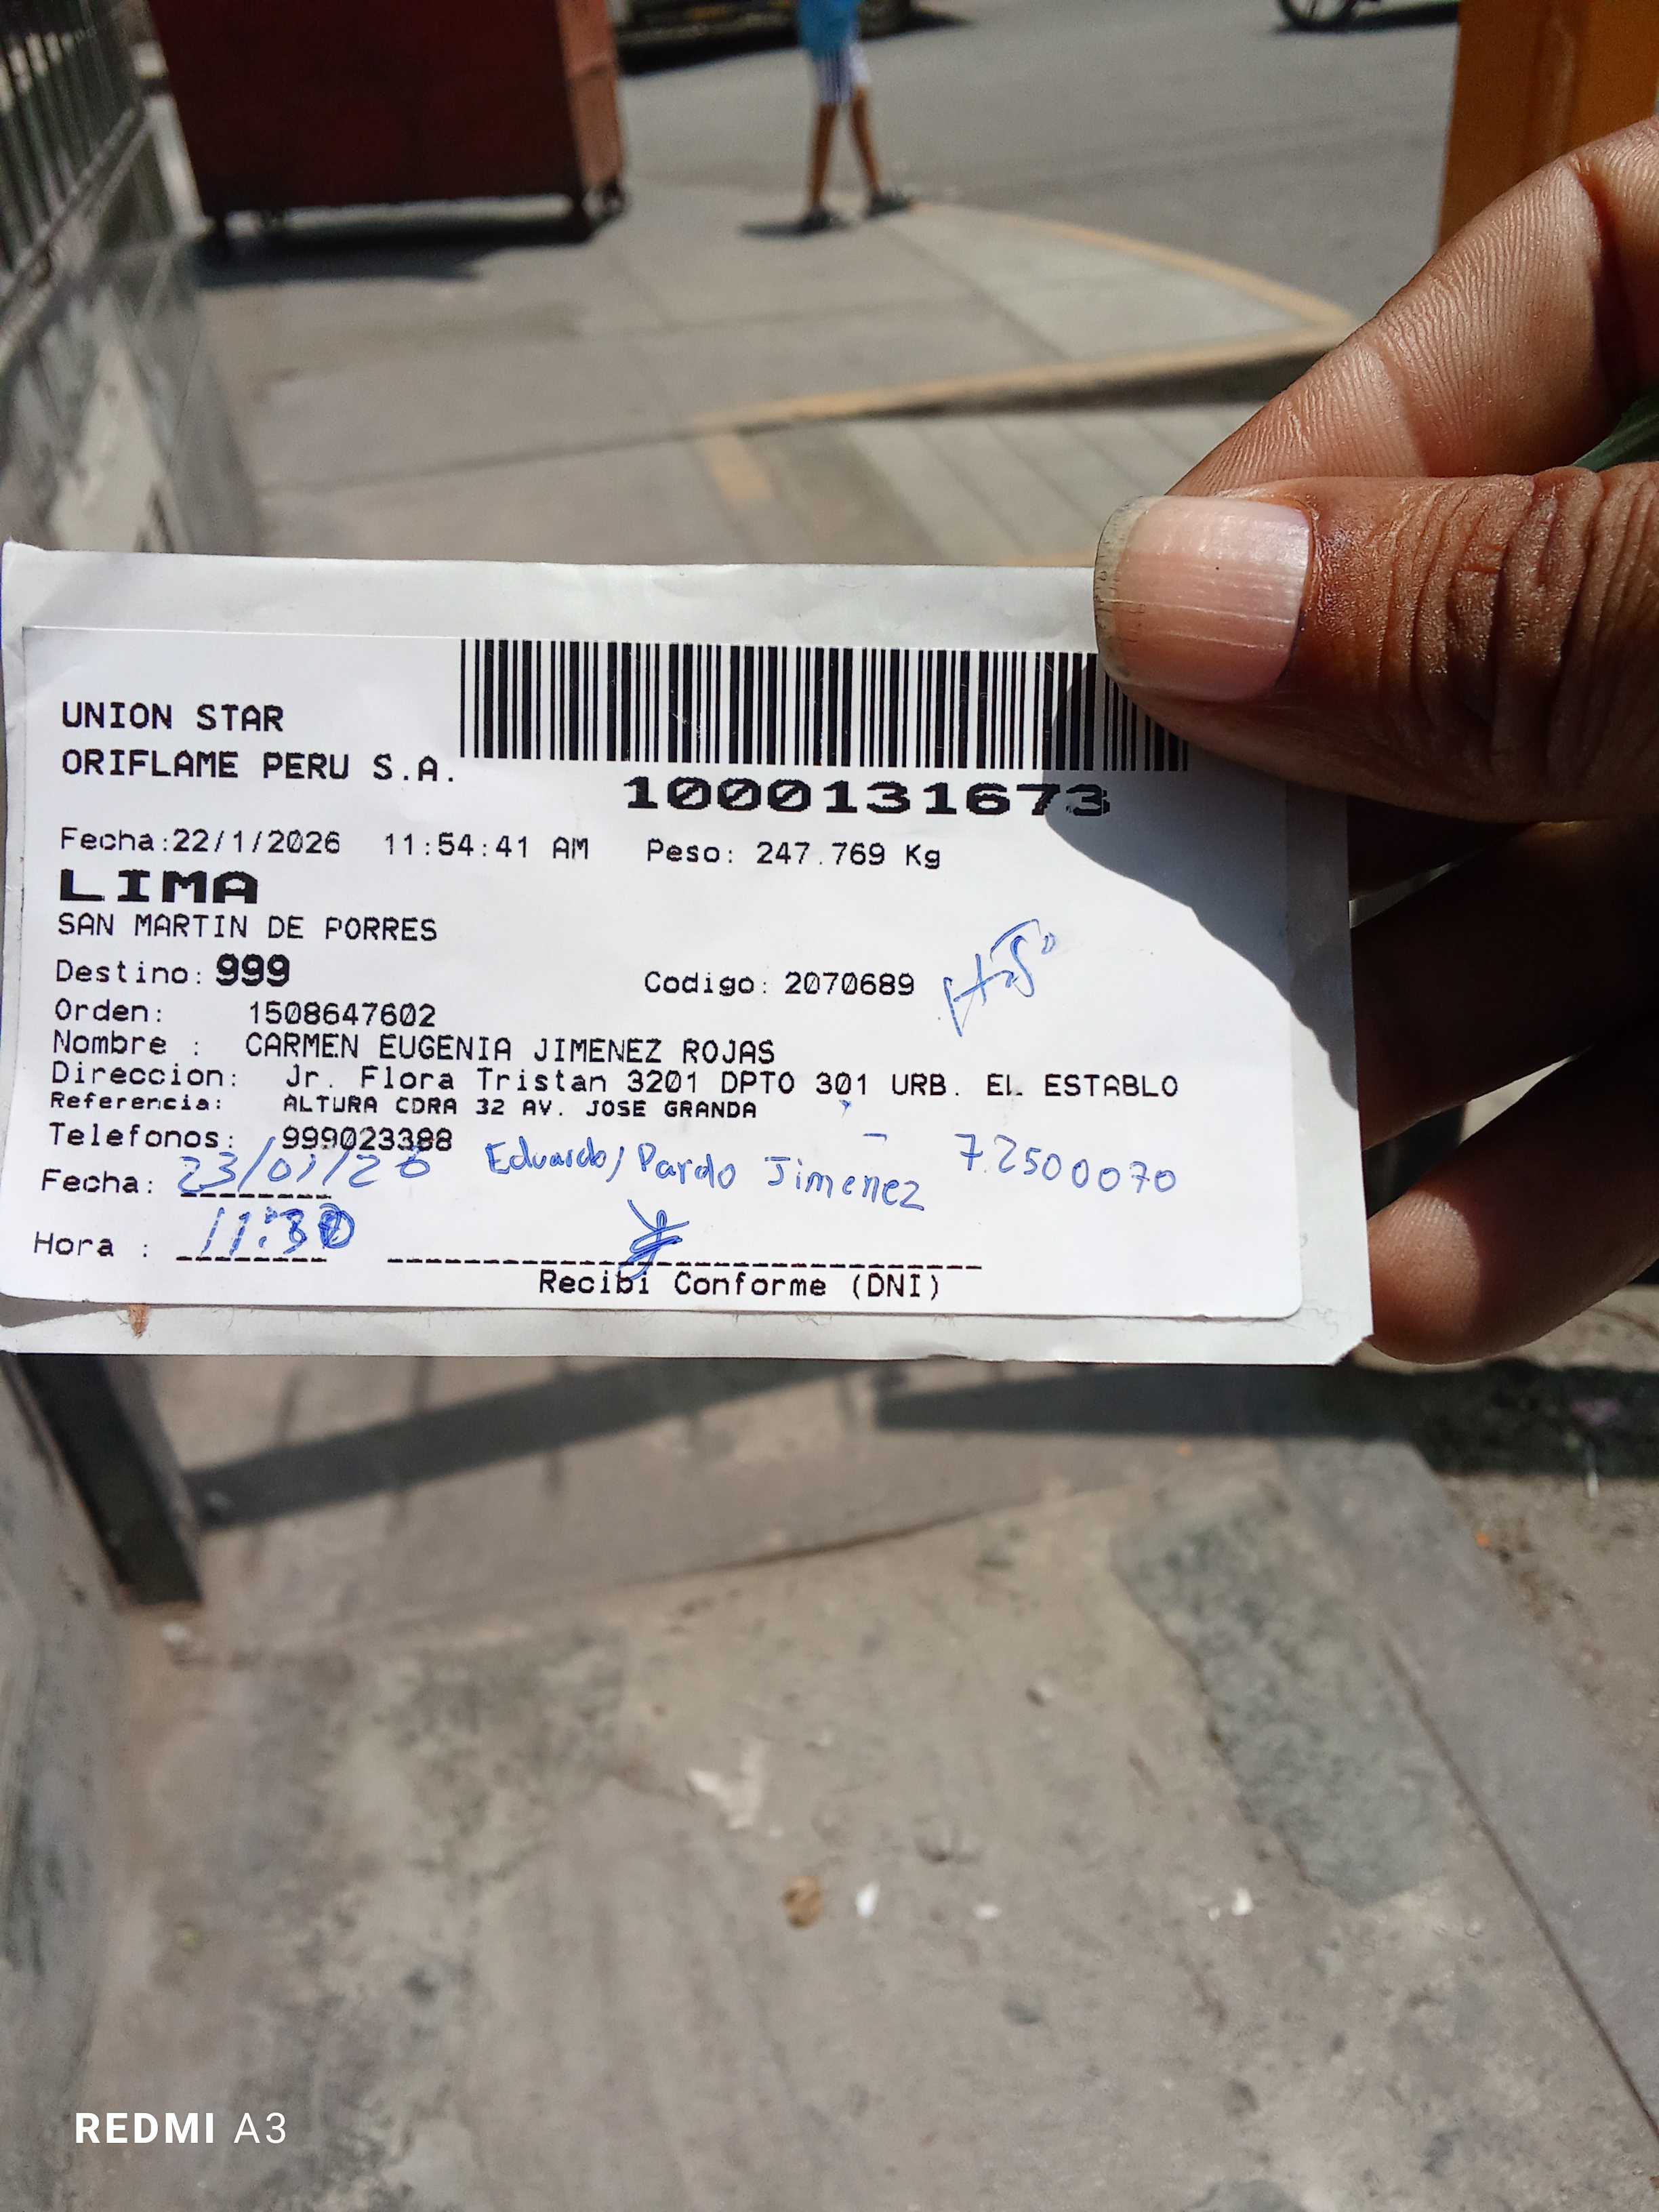 UNION STAR
ORIFLAME PERU S.A.
1000131673
Fecha:22/1/2026 11:54:41 AM Peso: 247.769 Kg
LIMA
SAN MARTIN DE PORRES
Destino: 999 Codigo: 2070689
Orden: 1508647602
Nombre : CARMEN EUGENIA JIMENEZ ROJAS
Direccion: Jr. Flora Tristan 3201 DPTO 301 URB. EL ESTABLO
Referencia: ALTURA CDRA 32 AV. JOSE GRANDA
Telefonos: 999023388
Eduardo Pardo Jimenez 72500070
Fecha: 23/01/26
Hora : 11:30
Recibi Conforme (DNI)
REDMI A3